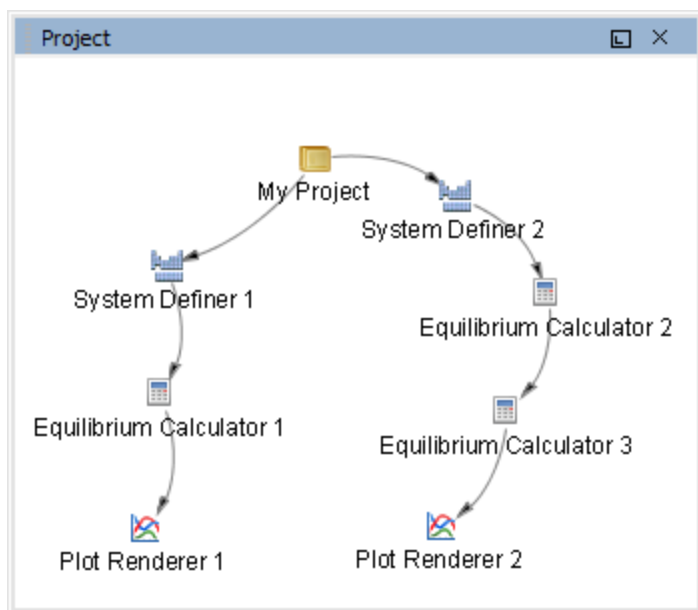 Project
My Project
System Definer 2
System Definer 1
Equilibrium Calculator 2
Equilibrium Calculator 1
Equilibrium Calculator 3
Plot Renderer 1
Plot Renderer 2